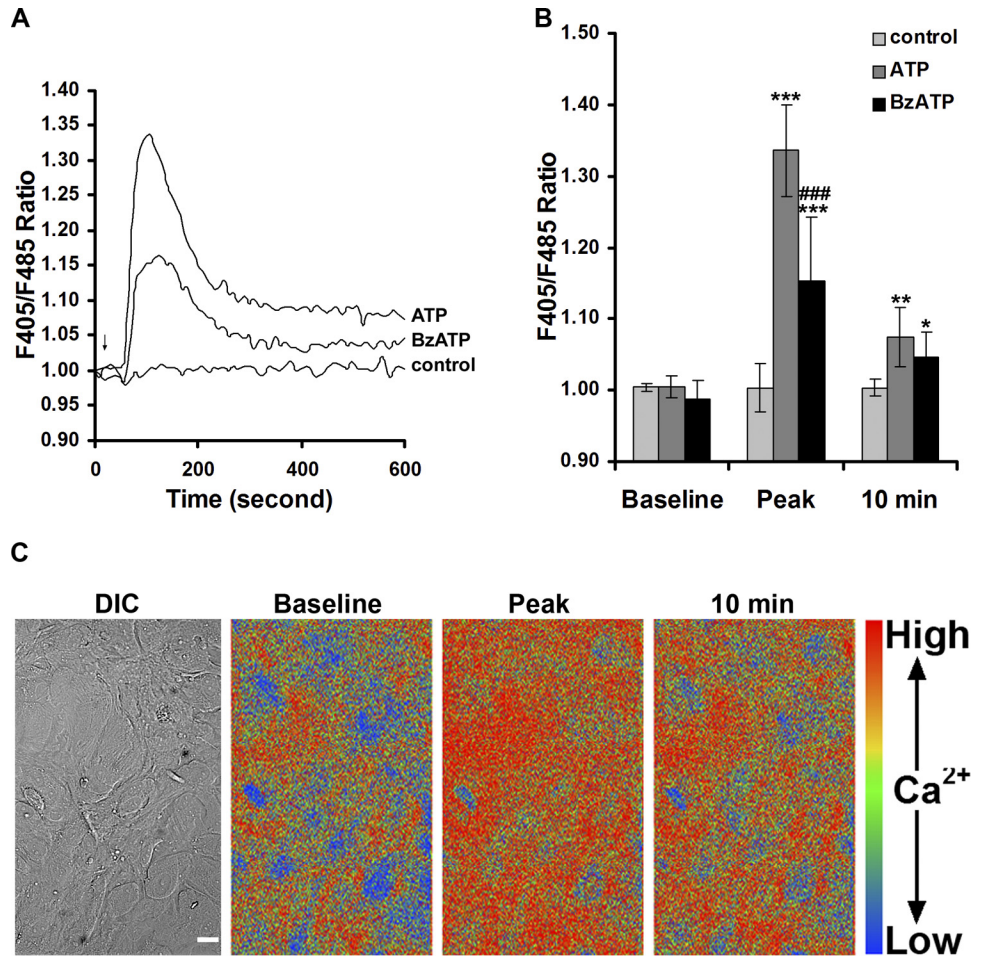 A
F405/F485 Ratio
1.40
1.35
1.30
1.25
1.20
1.15
1.10
1.05
1.00
0.95
0.90
ATP
BzATP
control
0 200 400 600
Time (second)
B
F405/F485 Ratio
1.50
1.40
1.30
1.20
1.10
1.00
0.90
control
ATP
BzATP
***
###
***
**
*
Baseline Peak 10 min
C
DIC Baseline Peak 10 min
High
Ca²⁺
Low